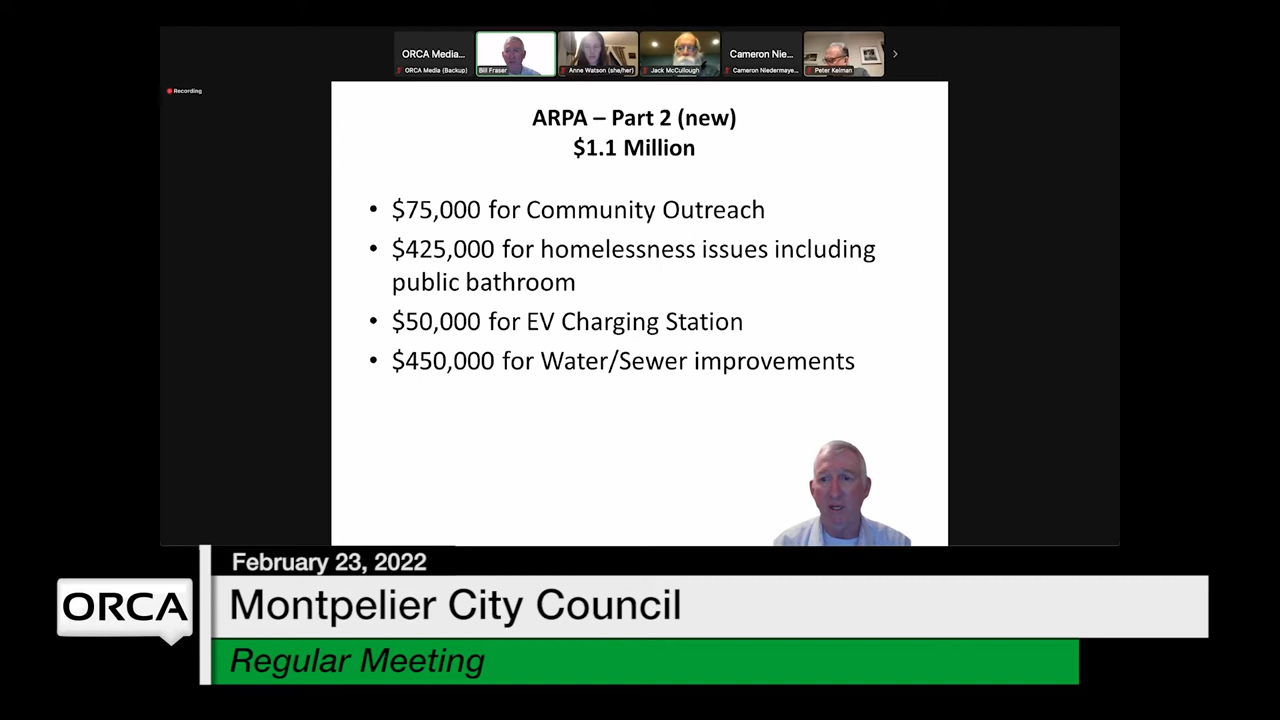 ORCA Media...
Cameron Nie...
ORCA Media (Backup)
Bill Fraser
Anne Watson (she/her)
Jack McCullough
Cameron Niedermaye...
Peter Kelman
Recording
ARPA – Part 2 (new)
$1.1 Million
• $75,000 for Community Outreach
• $425,000 for homelessness issues including
public bathroom
• $50,000 for EV Charging Station
• $450,000 for Water/Sewer improvements
February 23, 2022
ORCA
Montpelier City Council
Regular Meeting